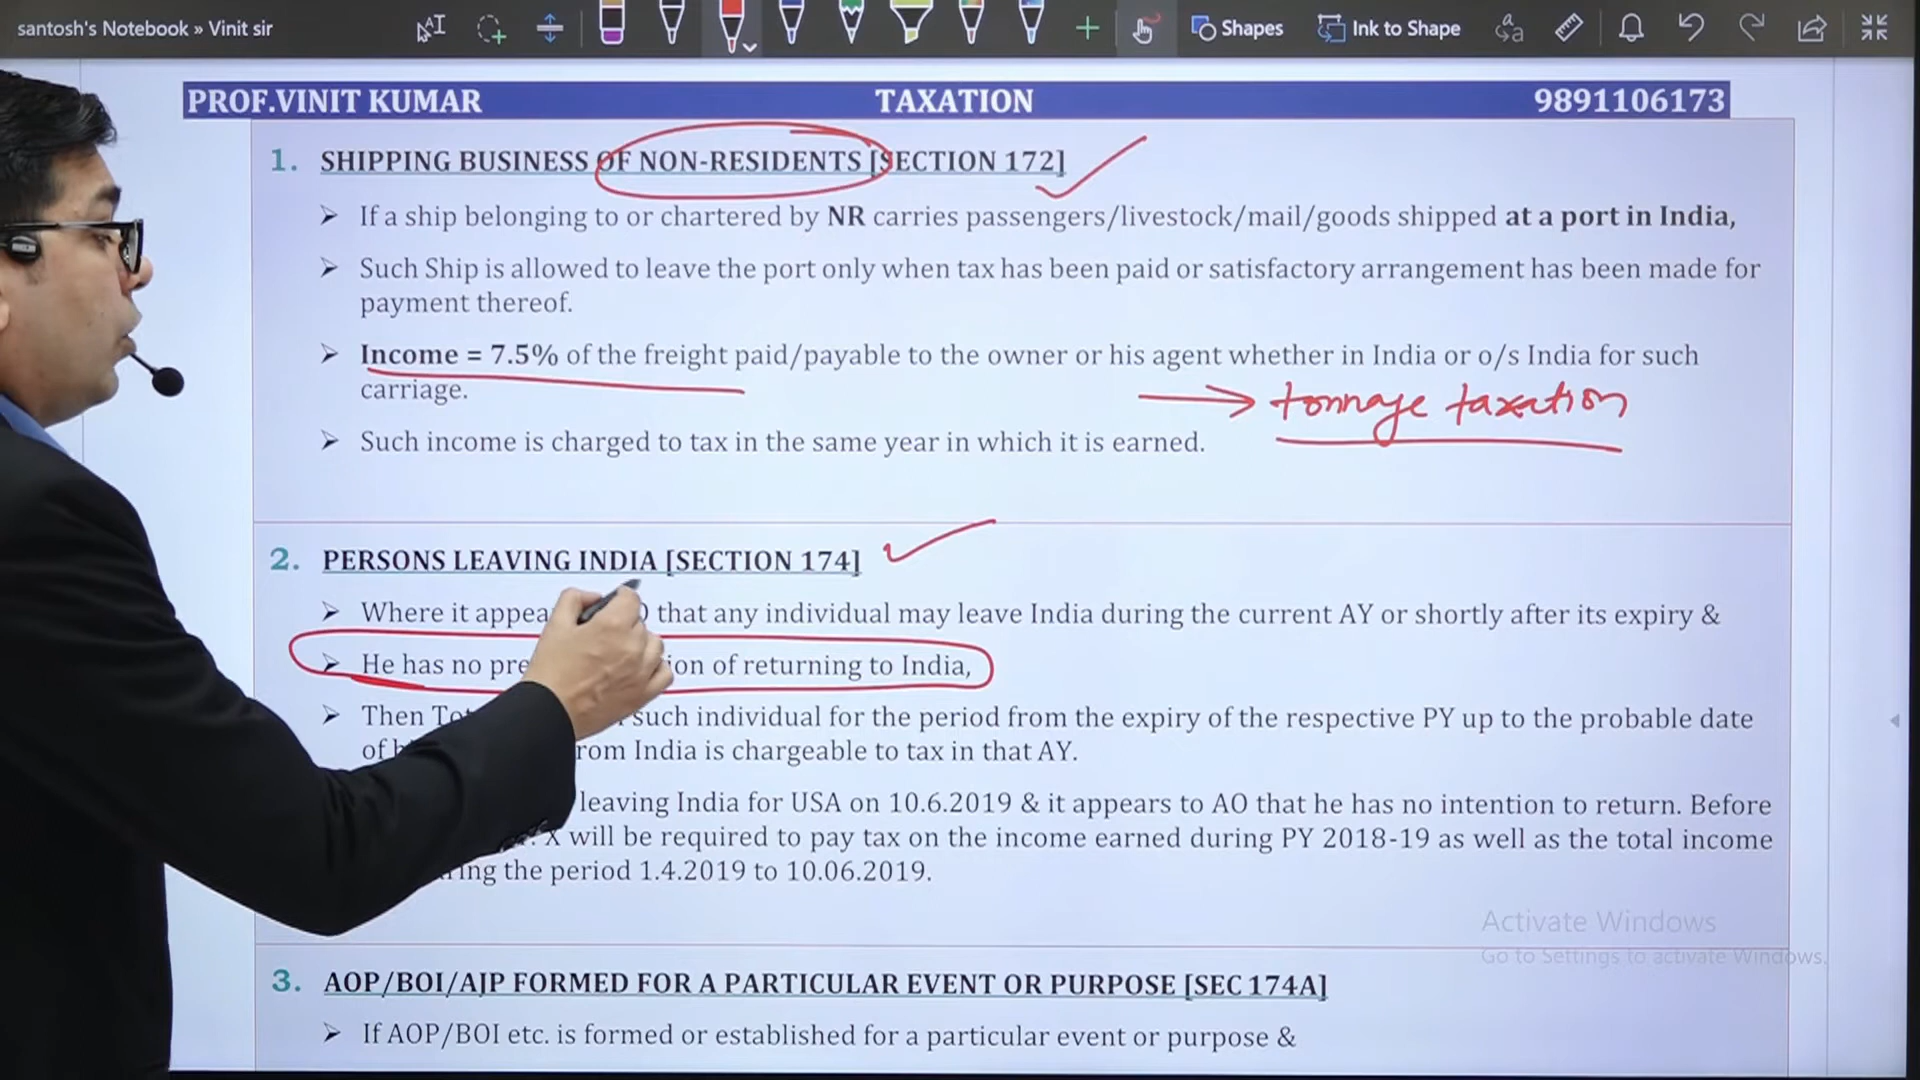 santosh's Notebook » Vinit sir
Shapes
Ink to Shape
PROF.VINIT KUMAR TAXATION 9891106173
1. SHIPPING BUSINESS OF NON-RESIDENTS [SECTION 172]
➤ If a ship belonging to or chartered by NR carries passengers/livestock/mail/goods shipped at a port in India,
➤ Such Ship is allowed to leave the port only when tax has been paid or satisfactory arrangement has been made for
payment thereof.
➤ Income = 7.5% of the freight paid/payable to the owner or his agent whether in India or o/s India for such
carriage.
→ tonnage taxation
➤ Such income is charged to tax in the same year in which it is earned.
2. PERSONS LEAVING INDIA [SECTION 174]
➤ Where it appea that any individual may leave India during the current AY or shortly after its expiry &
➤ He has no pre ion of returning to India,
➤ Then To such individual for the period from the expiry of the respective PY up to the probable date
of rom India is chargeable to tax in that AY.
leaving India for USA on 10.6.2019 & it appears to AO that he has no intention to return. Before
X will be required to pay tax on the income earned during PY 2018-19 as well as the total income
ing the period 1.4.2019 to 10.06.2019.
Activate Windows
Go to Settings to activate Windows.
3. AOP/BOI/AJP FORMED FOR A PARTICULAR EVENT OR PURPOSE [SEC 174A]
➤ If AOP/BOI etc. is formed or established for a particular event or purpose &